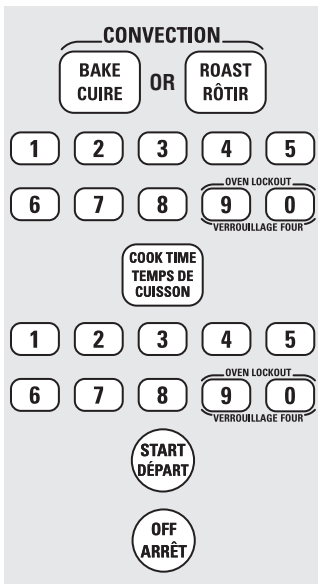 CONVECTION
BAKE
CUIRE
OR
ROAST
RÔTIR
1 2 3 4 5
OVEN LOCKOUT
6 7 8 9 0
VERROUILLAGE FOUR
COOK TIME
TEMPS DE
CUISSON
1 2 3 4 5
OVEN LOCKOUT
6 7 8 9 0
VERROUILLAGE FOUR
START
DÉPART
OFF
ARRÊT